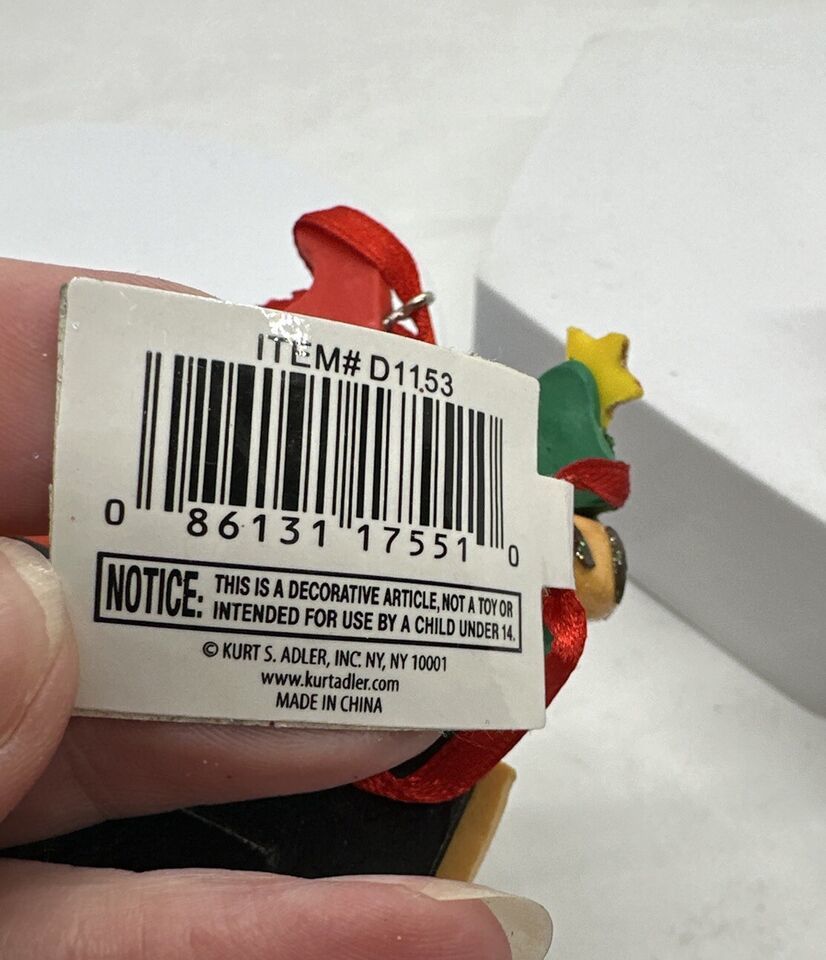 ITEM# D1153
0 86131 17551 0
NOTICE: THIS IS A DECORATIVE ARTICLE, NOT A TOY OR
INTENDED FOR USE BY A CHILD UNDER 14.
© KURT S. ADLER, INC. NY, NY 10001
www.kurtadler.com
MADE IN CHINA